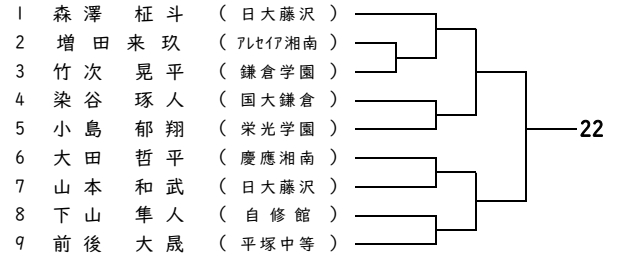 1 森澤 柾斗 (日大藤沢)
2 増田来玖 (アレセイア湘南)
3 竹次 晃平 (鎌倉学園)
4 染谷 琢人 (国大鎌倉)
5 小島 郁翔 (栄光学園)
22
6 大田 哲平 (慶應湘南)
7 山本 和武 (日大藤沢)
8 下山 隼人 (自修館)
9 前後 大晟 (平塚中等)